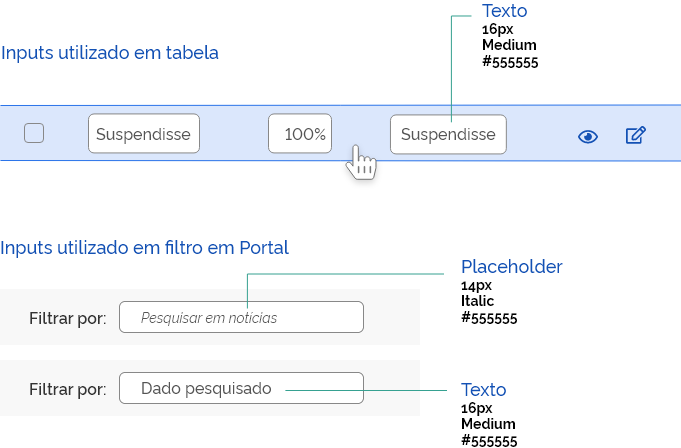 Texto
16px
Medium
#555555
Inputs utilizado em tabela
Suspendisse
100%
Suspendisse
Inputs utilizado em filtro em Portal
Placeholder
14px
Italic
#555555
Filtrar por:
Pesquisar em notícias
Filtrar por:
Dado pesquisado
Texto
16px
Medium
#555555